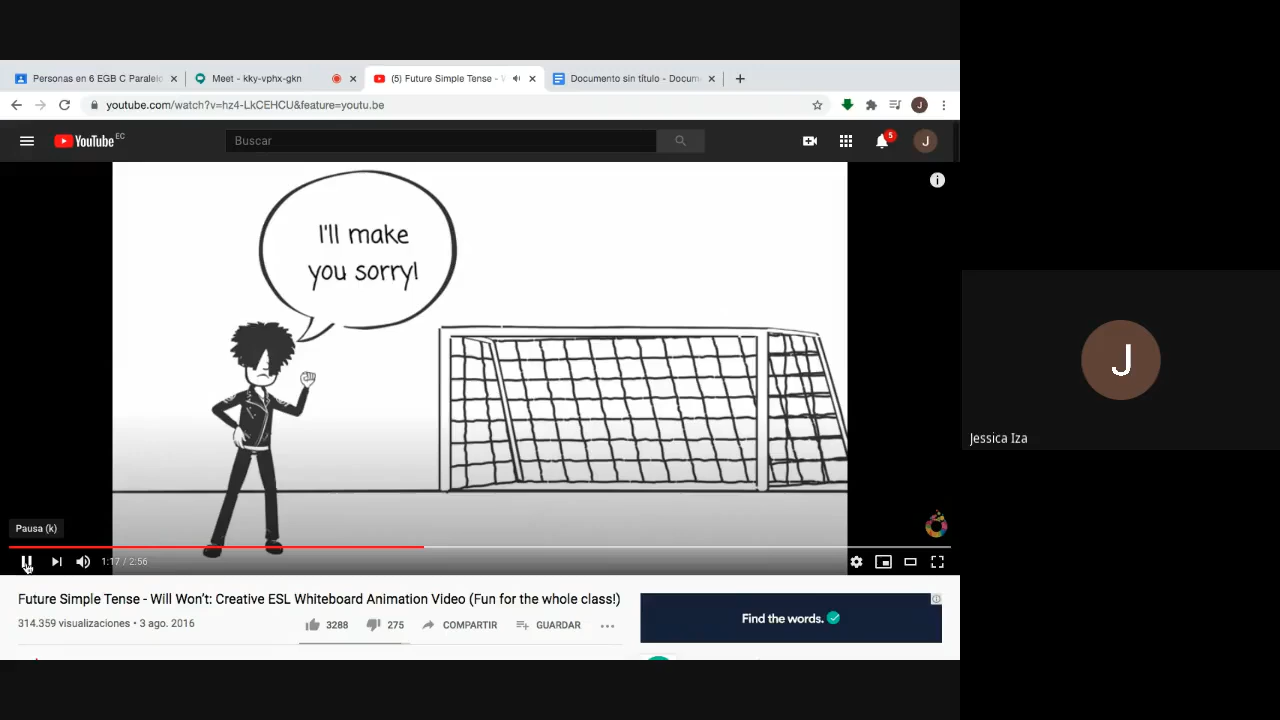 Personas en 6 EGB C Paralel
Meet - kky-vphx-gkn
(5) Future Simple Tense - W
Documento sin título - Docum
youtube.com/watch?v=hz4-LkCEHCU&feature=youtu.be
J
YouTube EC
Buscar
5
J
I'll make
you sorry!
J
Jessica Iza
Pausa (k)
1:17 / 2:56
Future Simple Tense - Will Won't: Creative ESL Whiteboard Animation Video (Fun for the whole class!)
314.359 visualizaciones • 3 ago. 2016
3288
275
COMPARTIR
GUARDAR
Find the words.